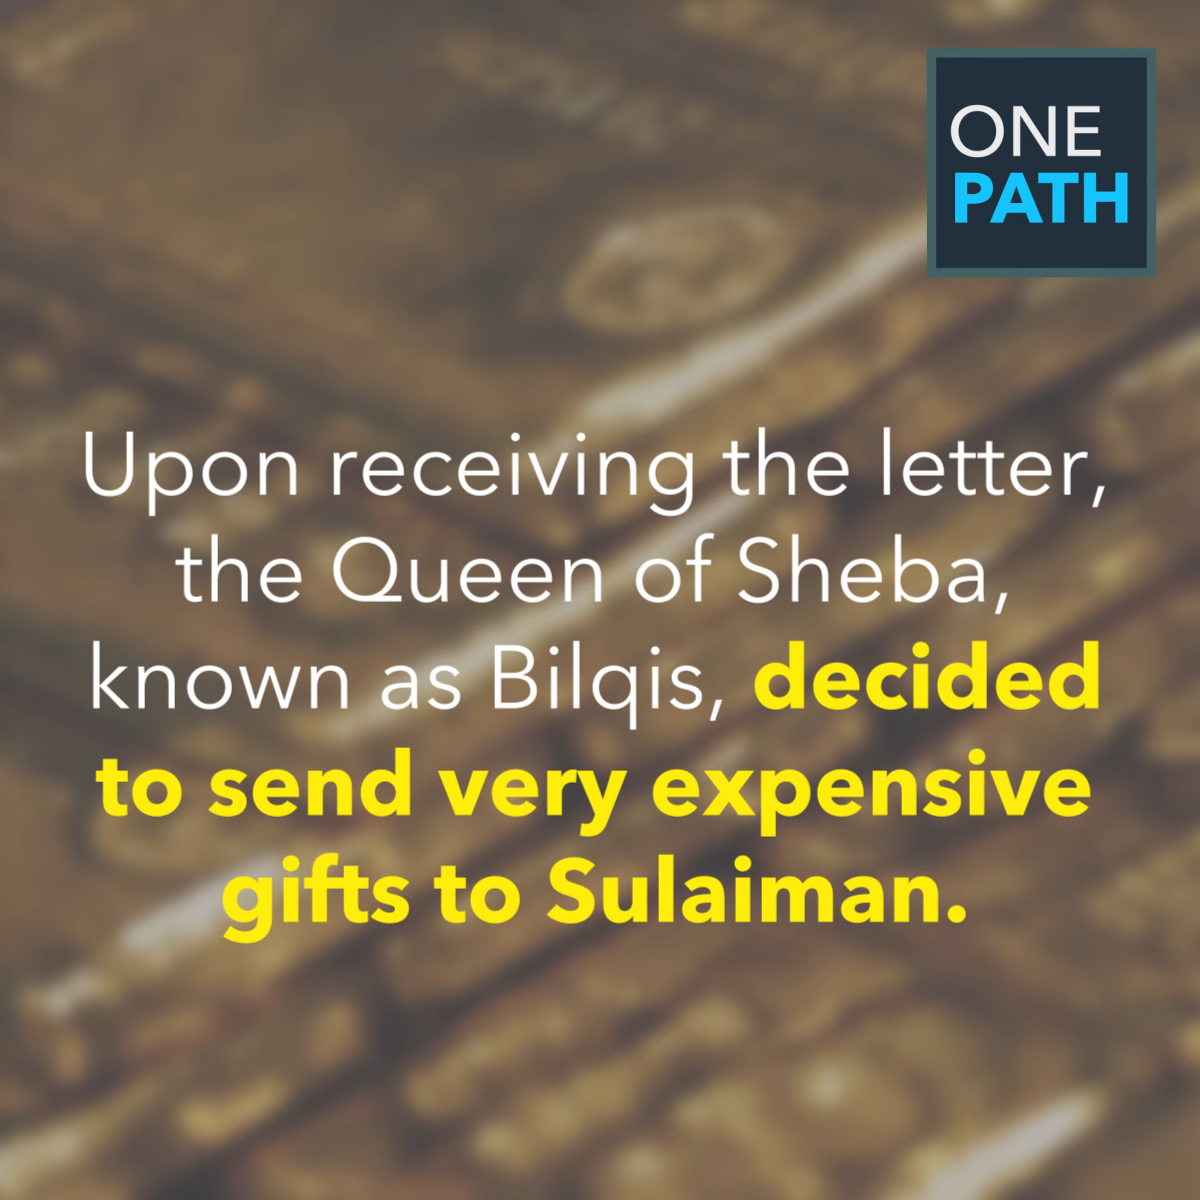 ONE
PATH
Upon receiving the letter,
the Queen of Sheba,
known as Bilqis, decided
to send very expensive
gifts to Sulaiman.